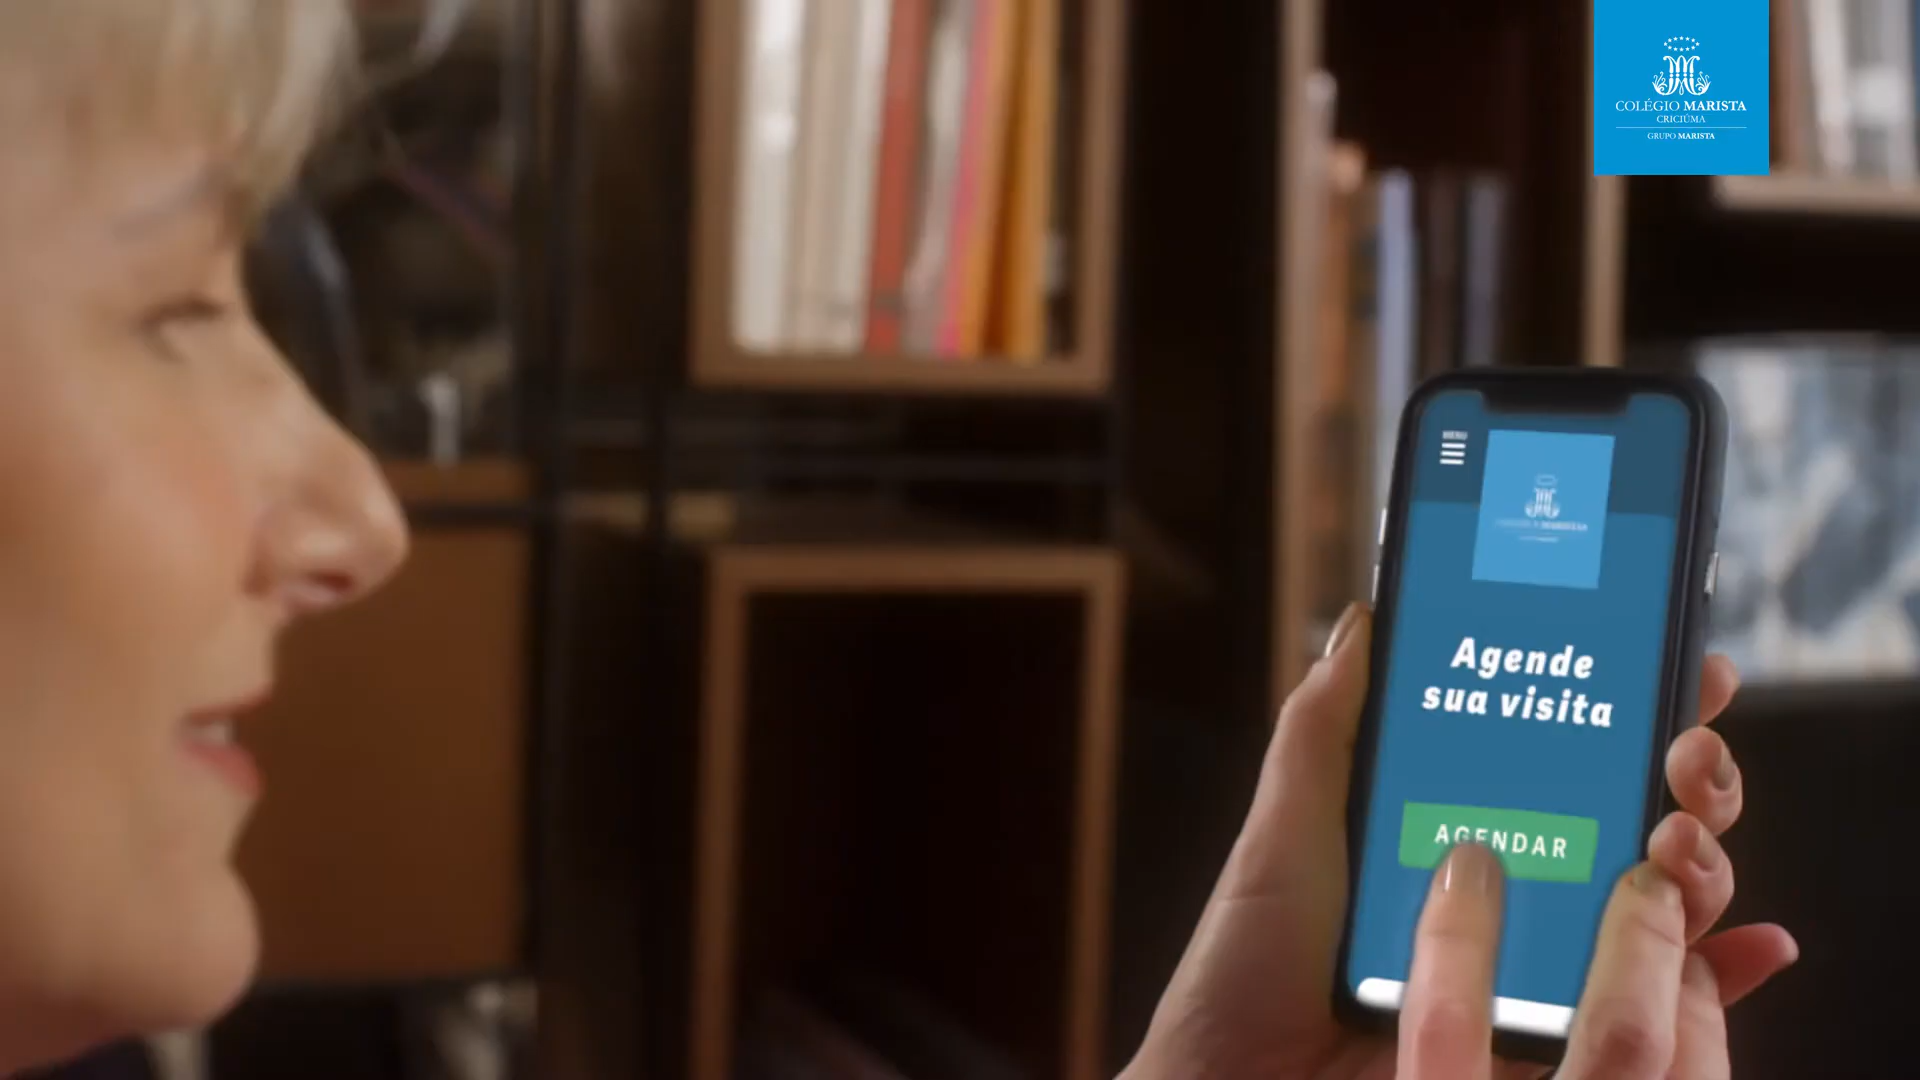 COLÉGIO MARISTA
CRICIÚMA
GRUPO MARISTA
MENU
Agende
sua visita
AGENDAR